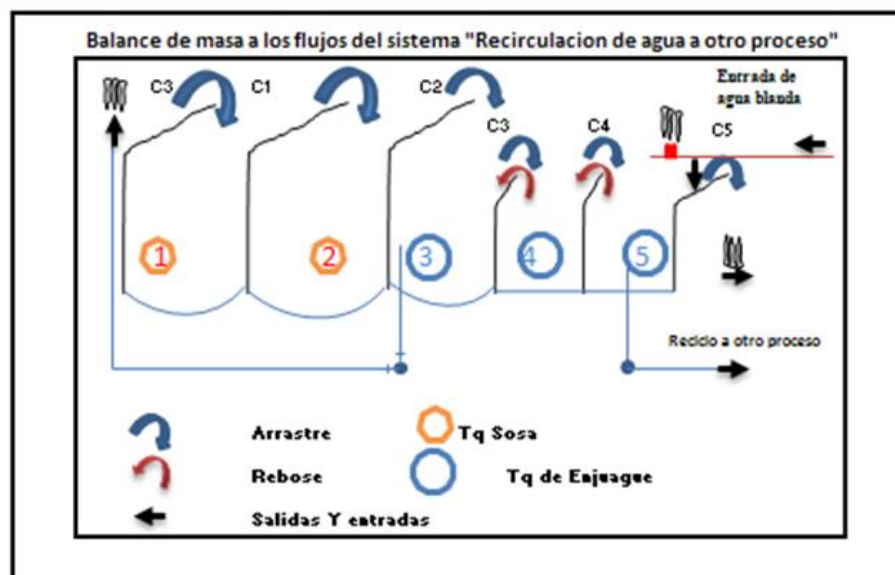 Balance de masa a los flujos del sistema "Recirculacion de agua a otro proceso"
C3
C1
C2
Entrada de
agua blanda
C3
C4
C5
1
2
3
4
5
Reciclo a otro proceso
Arrastre
Tq Sosa
Rebose
Tq de Enjuague
Salidas Y entradas